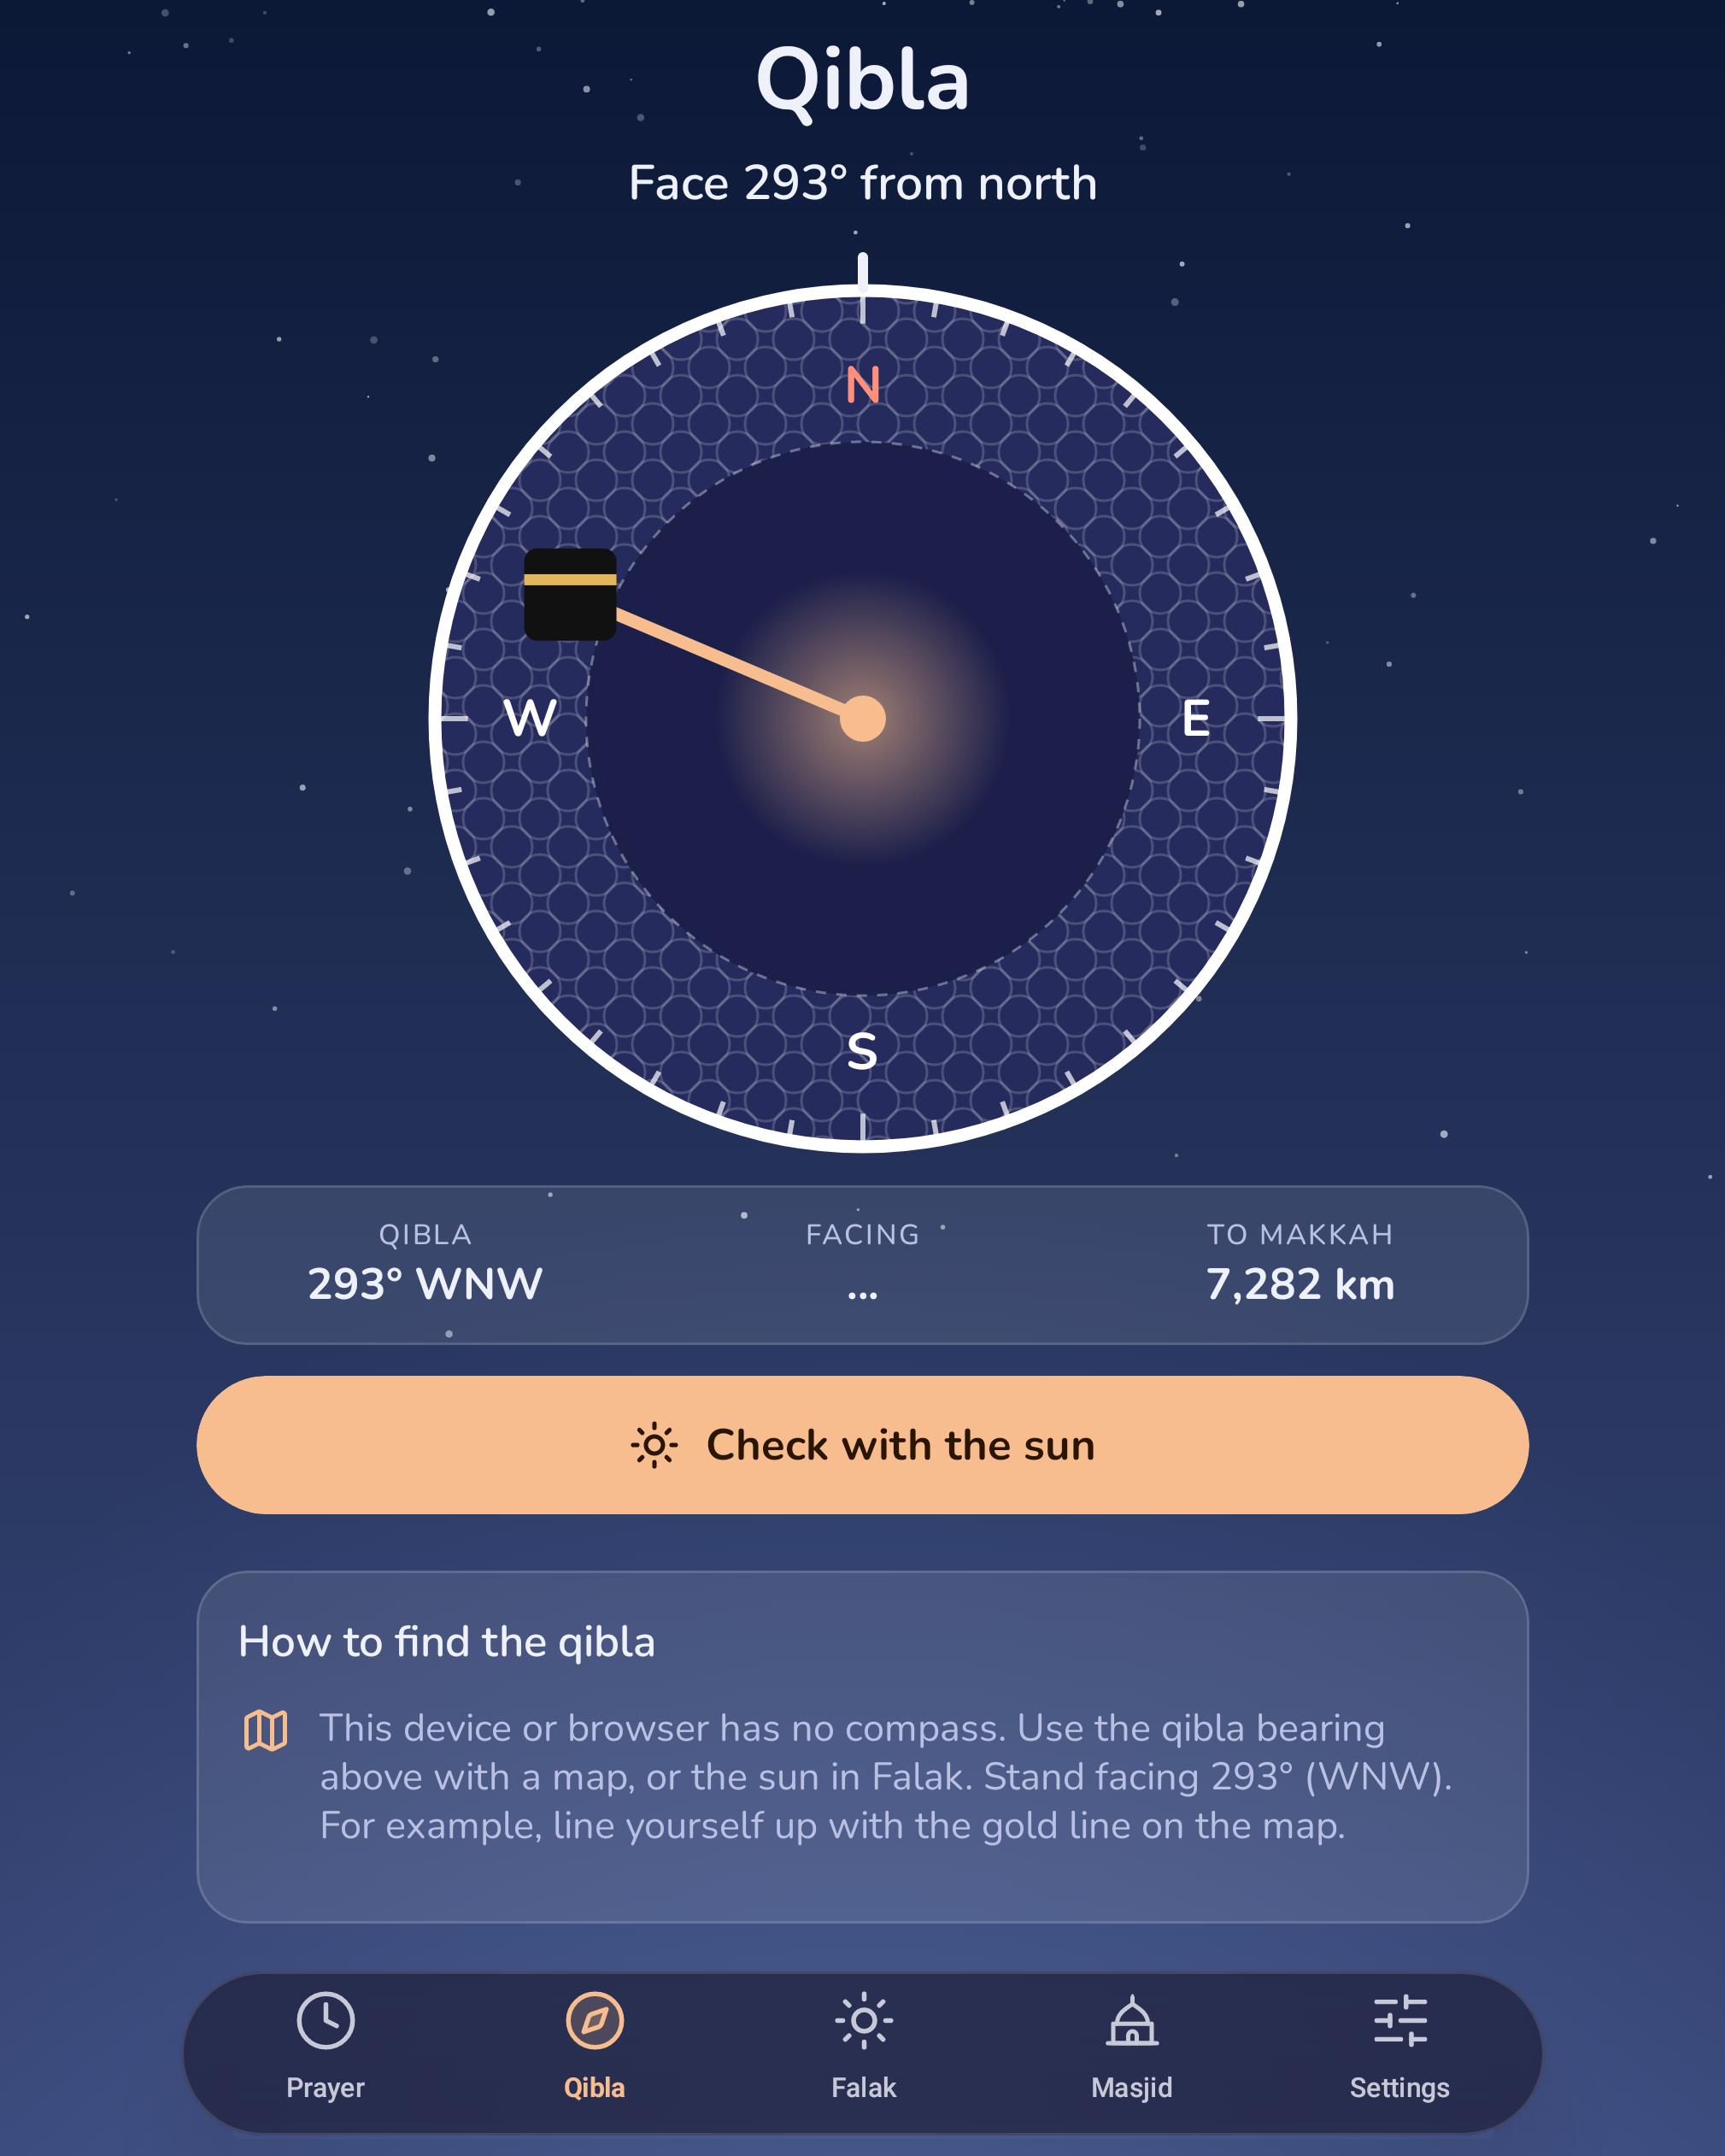 Qibla
Face 293° from north
N
W
E
S
QIBLA
293° WNW
FACING
...
TO MAKKAH
7,282 km
Check with the sun
How to find the qibla
This device or browser has no compass. Use the qibla bearing
above with a map, or the sun in Falak. Stand facing 293° (WNW).
For example, line yourself up with the gold line on the map.
Prayer
Qibla
Falak
Masjid
Settings